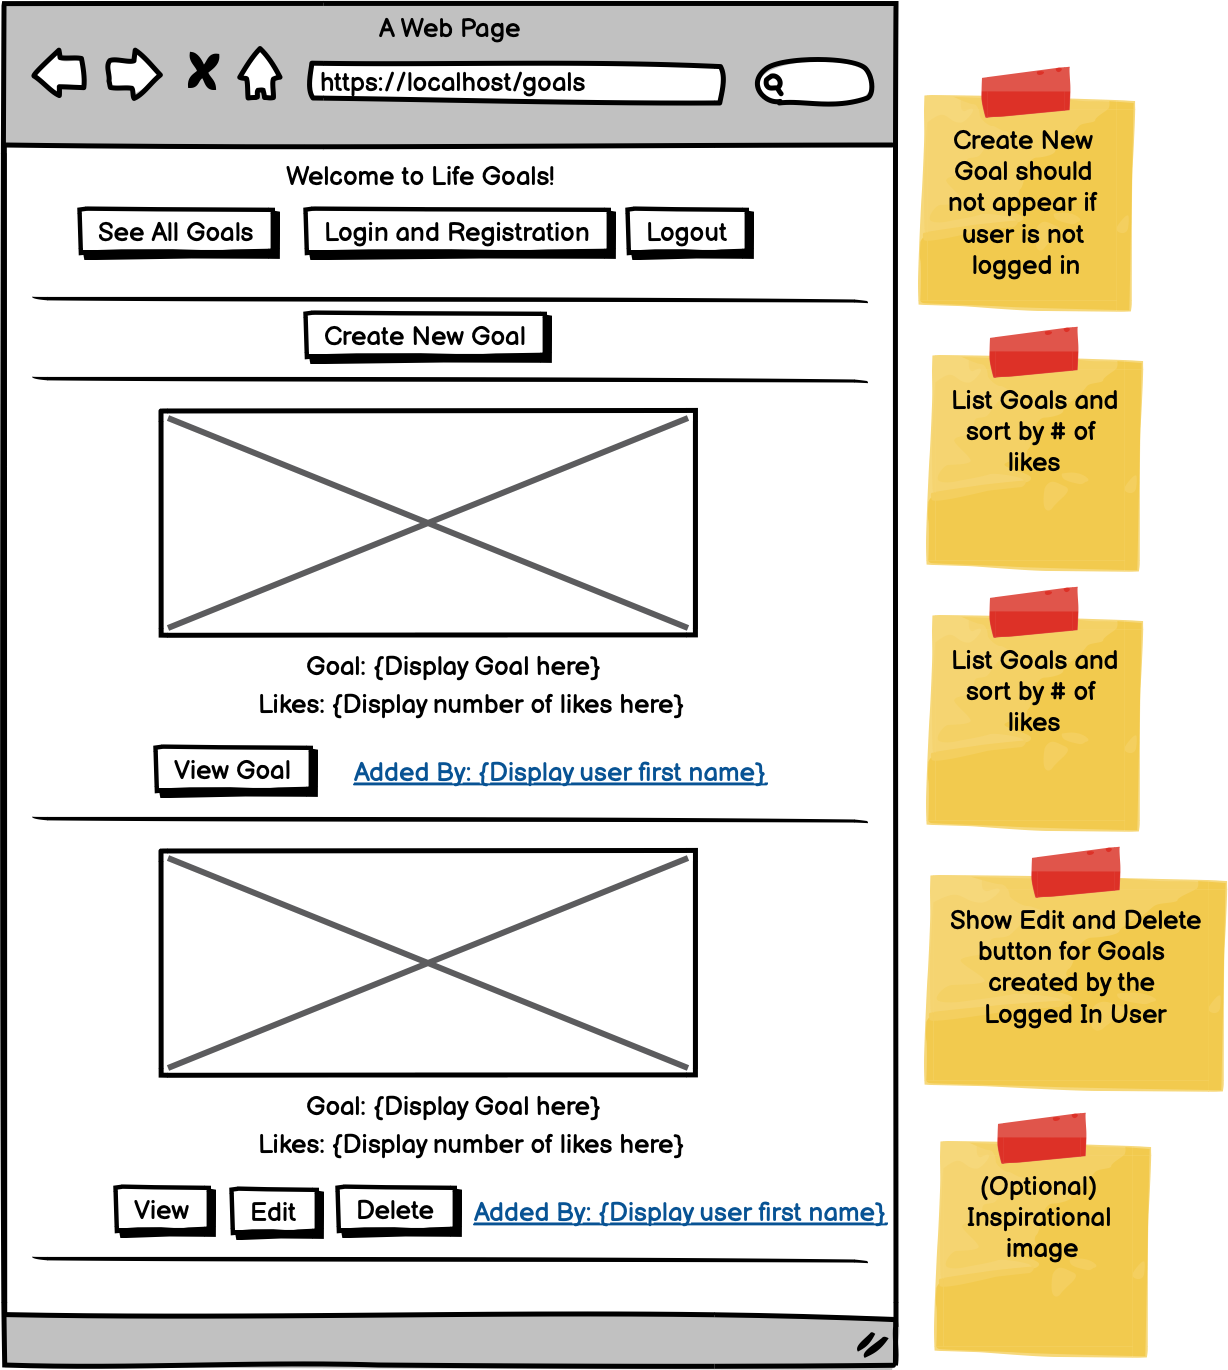 A Web Page
https://localhost/goals
Welcome to Life Goals!
See All Goals
Login and Registration
Logout
Create New Goal
Goal: {Display Goal here}
Likes: {Display number of likes here}
View Goal
Added By: {Display user first name}
Goal: {Display Goal here}
Likes: {Display number of likes here}
View
Edit
Delete
Added By: {Display user first name}
Create New
Goal should
not appear if
user is not
logged in
List Goals and
sort by # of
likes
List Goals and
sort by # of
likes
Show Edit and Delete
button for Goals
created by the
Logged In User
(Optional)
Inspirational
image